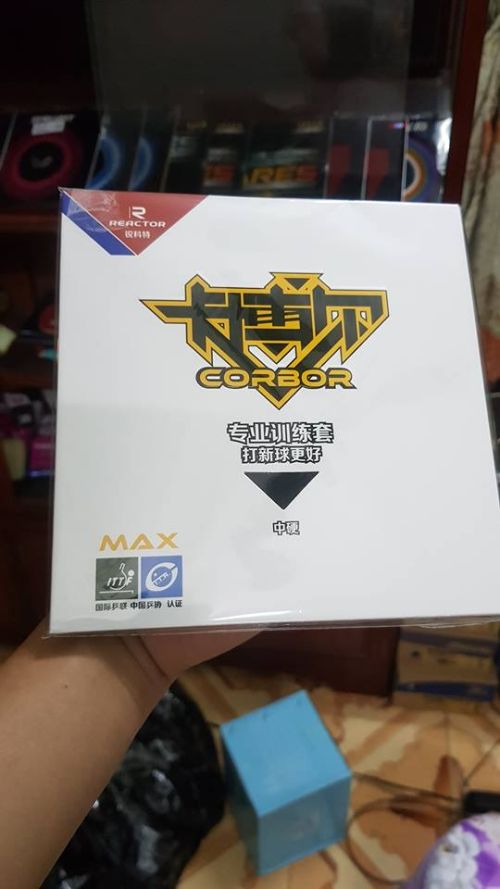 REACTOR
锐科特
卡博尔
CORBOR
专业训练套
打新球更好
中硬
MAX
ITTF
国际乒联 中国乒协 认证